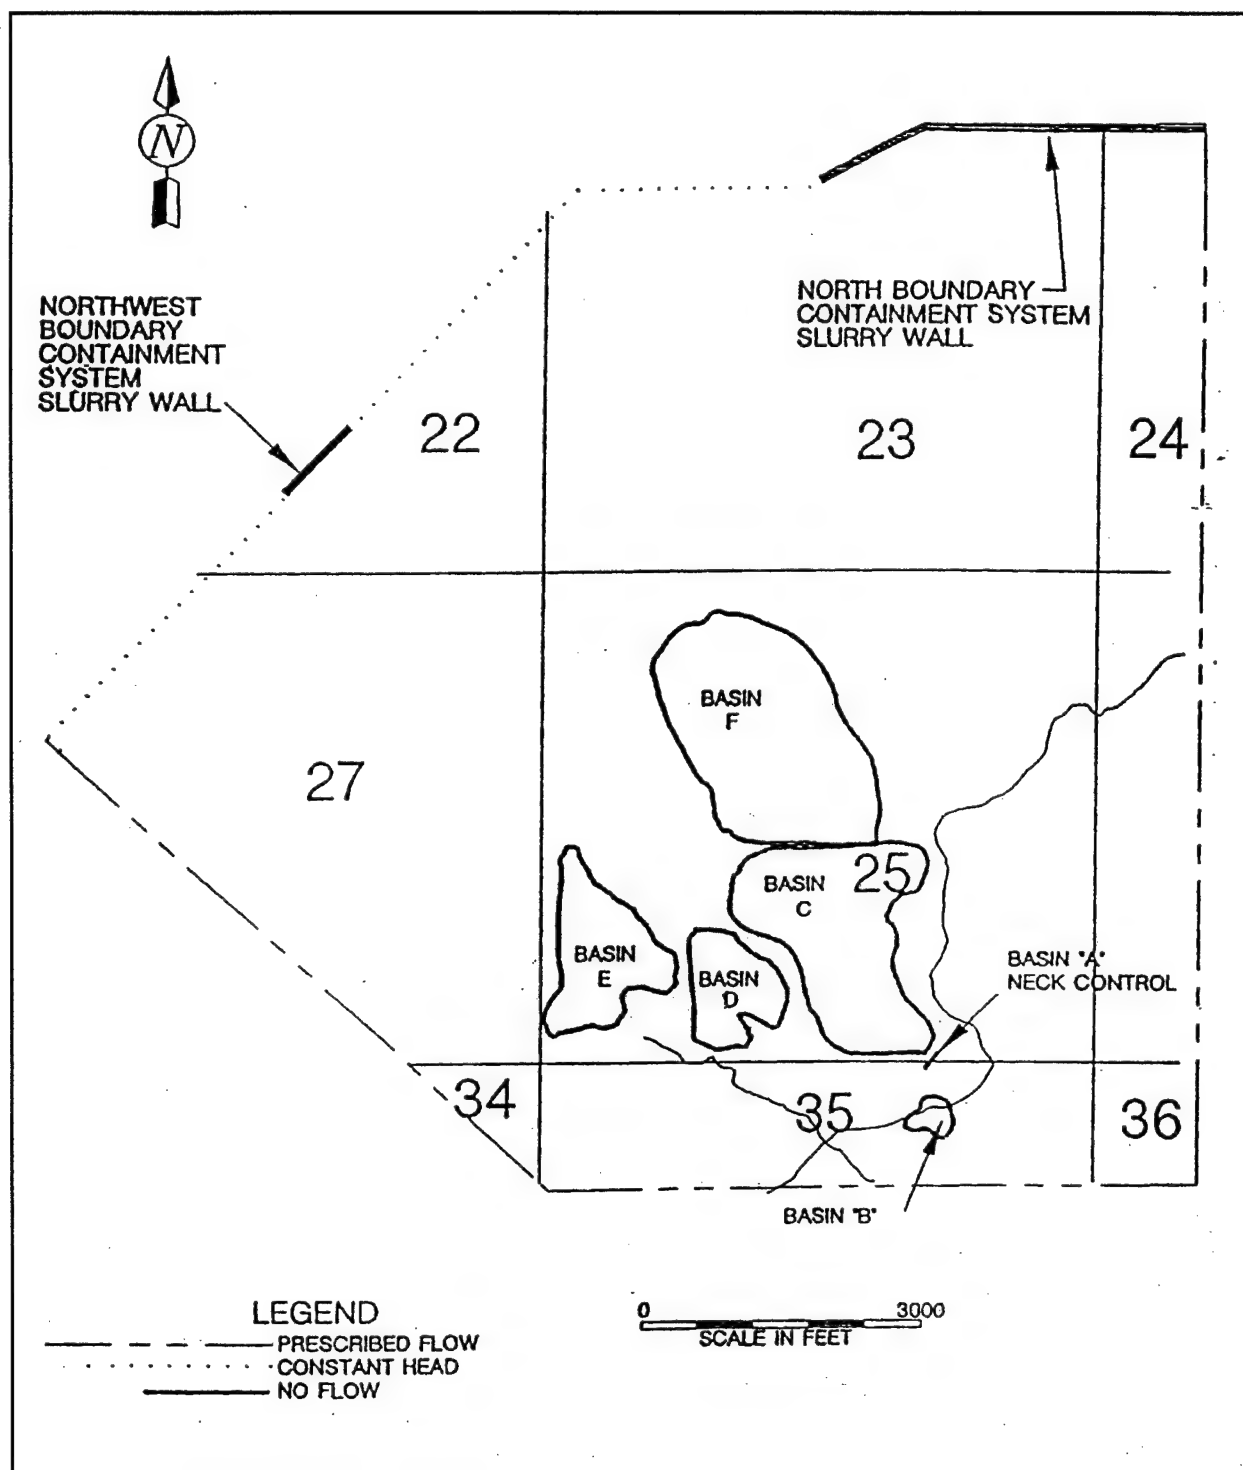 N
NORTH BOUNDARY
CONTAINMENT SYSTEM
SLURRY WALL
NORTHWEST
BOUNDARY
CONTAINMENT
SYSTEM
SLURRY WALL
22
23
24
BASIN
F
27
BASIN
C
25
BASIN
E
BASIN
D
BASIN "A"
NECK CONTROL
34
35
36
BASIN "B"
LEGEND
PRESCRIBED FLOW
CONSTANT HEAD
NO FLOW
0 3000
SCALE IN FEET